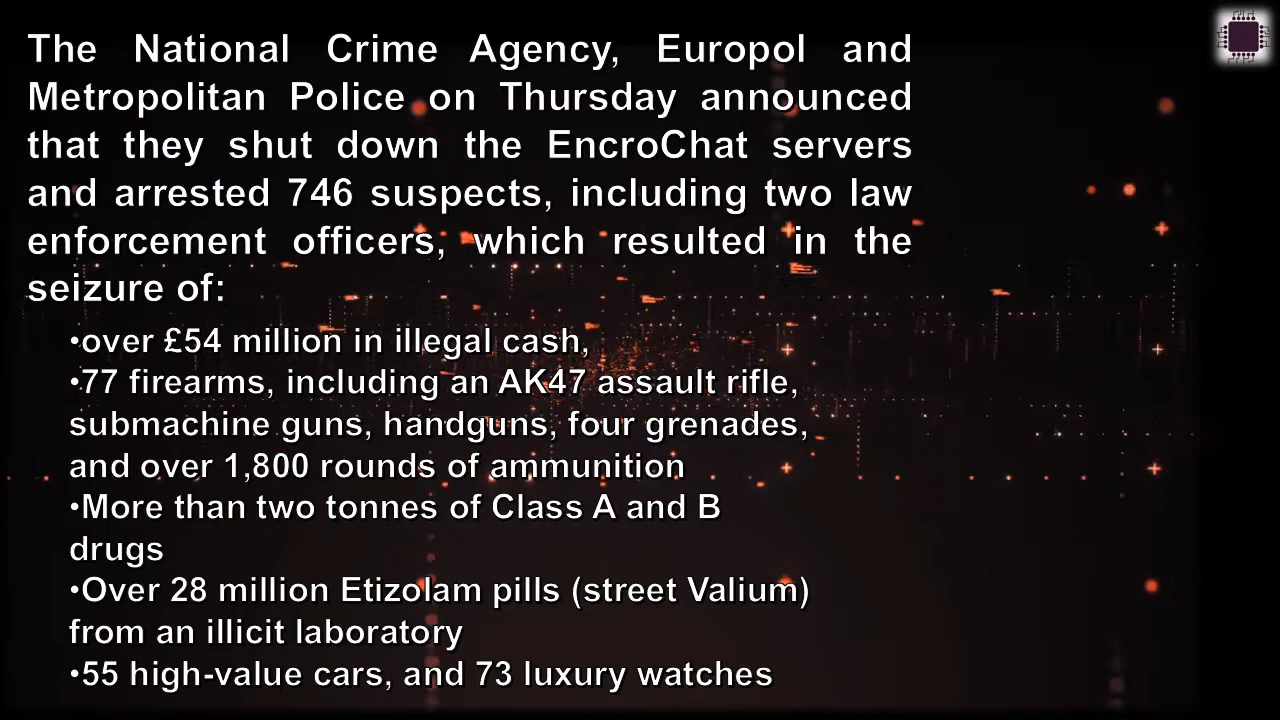 The National Crime Agency, Europol and
Metropolitan Police on Thursday announced
that they shut down the EncroChat servers
and arrested 746 suspects, including two law
enforcement officers, which resulted in the
seizure of:
•over £54 million in illegal cash,
•77 firearms, including an AK47 assault rifle,
submachine guns, handguns, four grenades,
and over 1,800 rounds of ammunition
•More than two tonnes of Class A and B
drugs
•Over 28 million Etizolam pills (street Valium)
from an illicit laboratory
•55 high-value cars, and 73 luxury watches